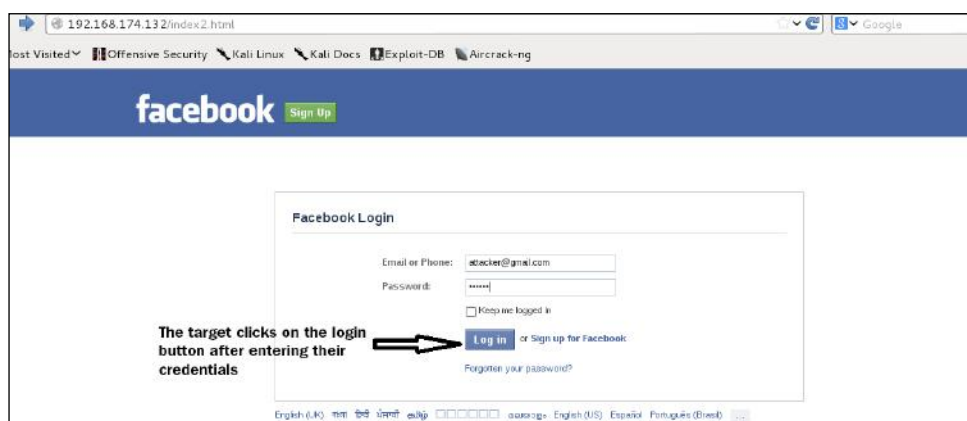 192.168.174.132/index2.html
Google
Most Visited Offensive Security Kali Linux Kali Docs Exploit-DB Aircrack-ng
facebook Sign Up
Facebook Login
Email or Phone: attacker@gmail.com
Password: ••••••
Keep me logged in
The target clicks on the login
button after entering their
credentials
Log in or Sign up for Facebook
Forgotten your password?
English (UK) हिन्दी ਪੰਜਾਬੀ தமிழ் English (US) Español Português (Brasil) ...